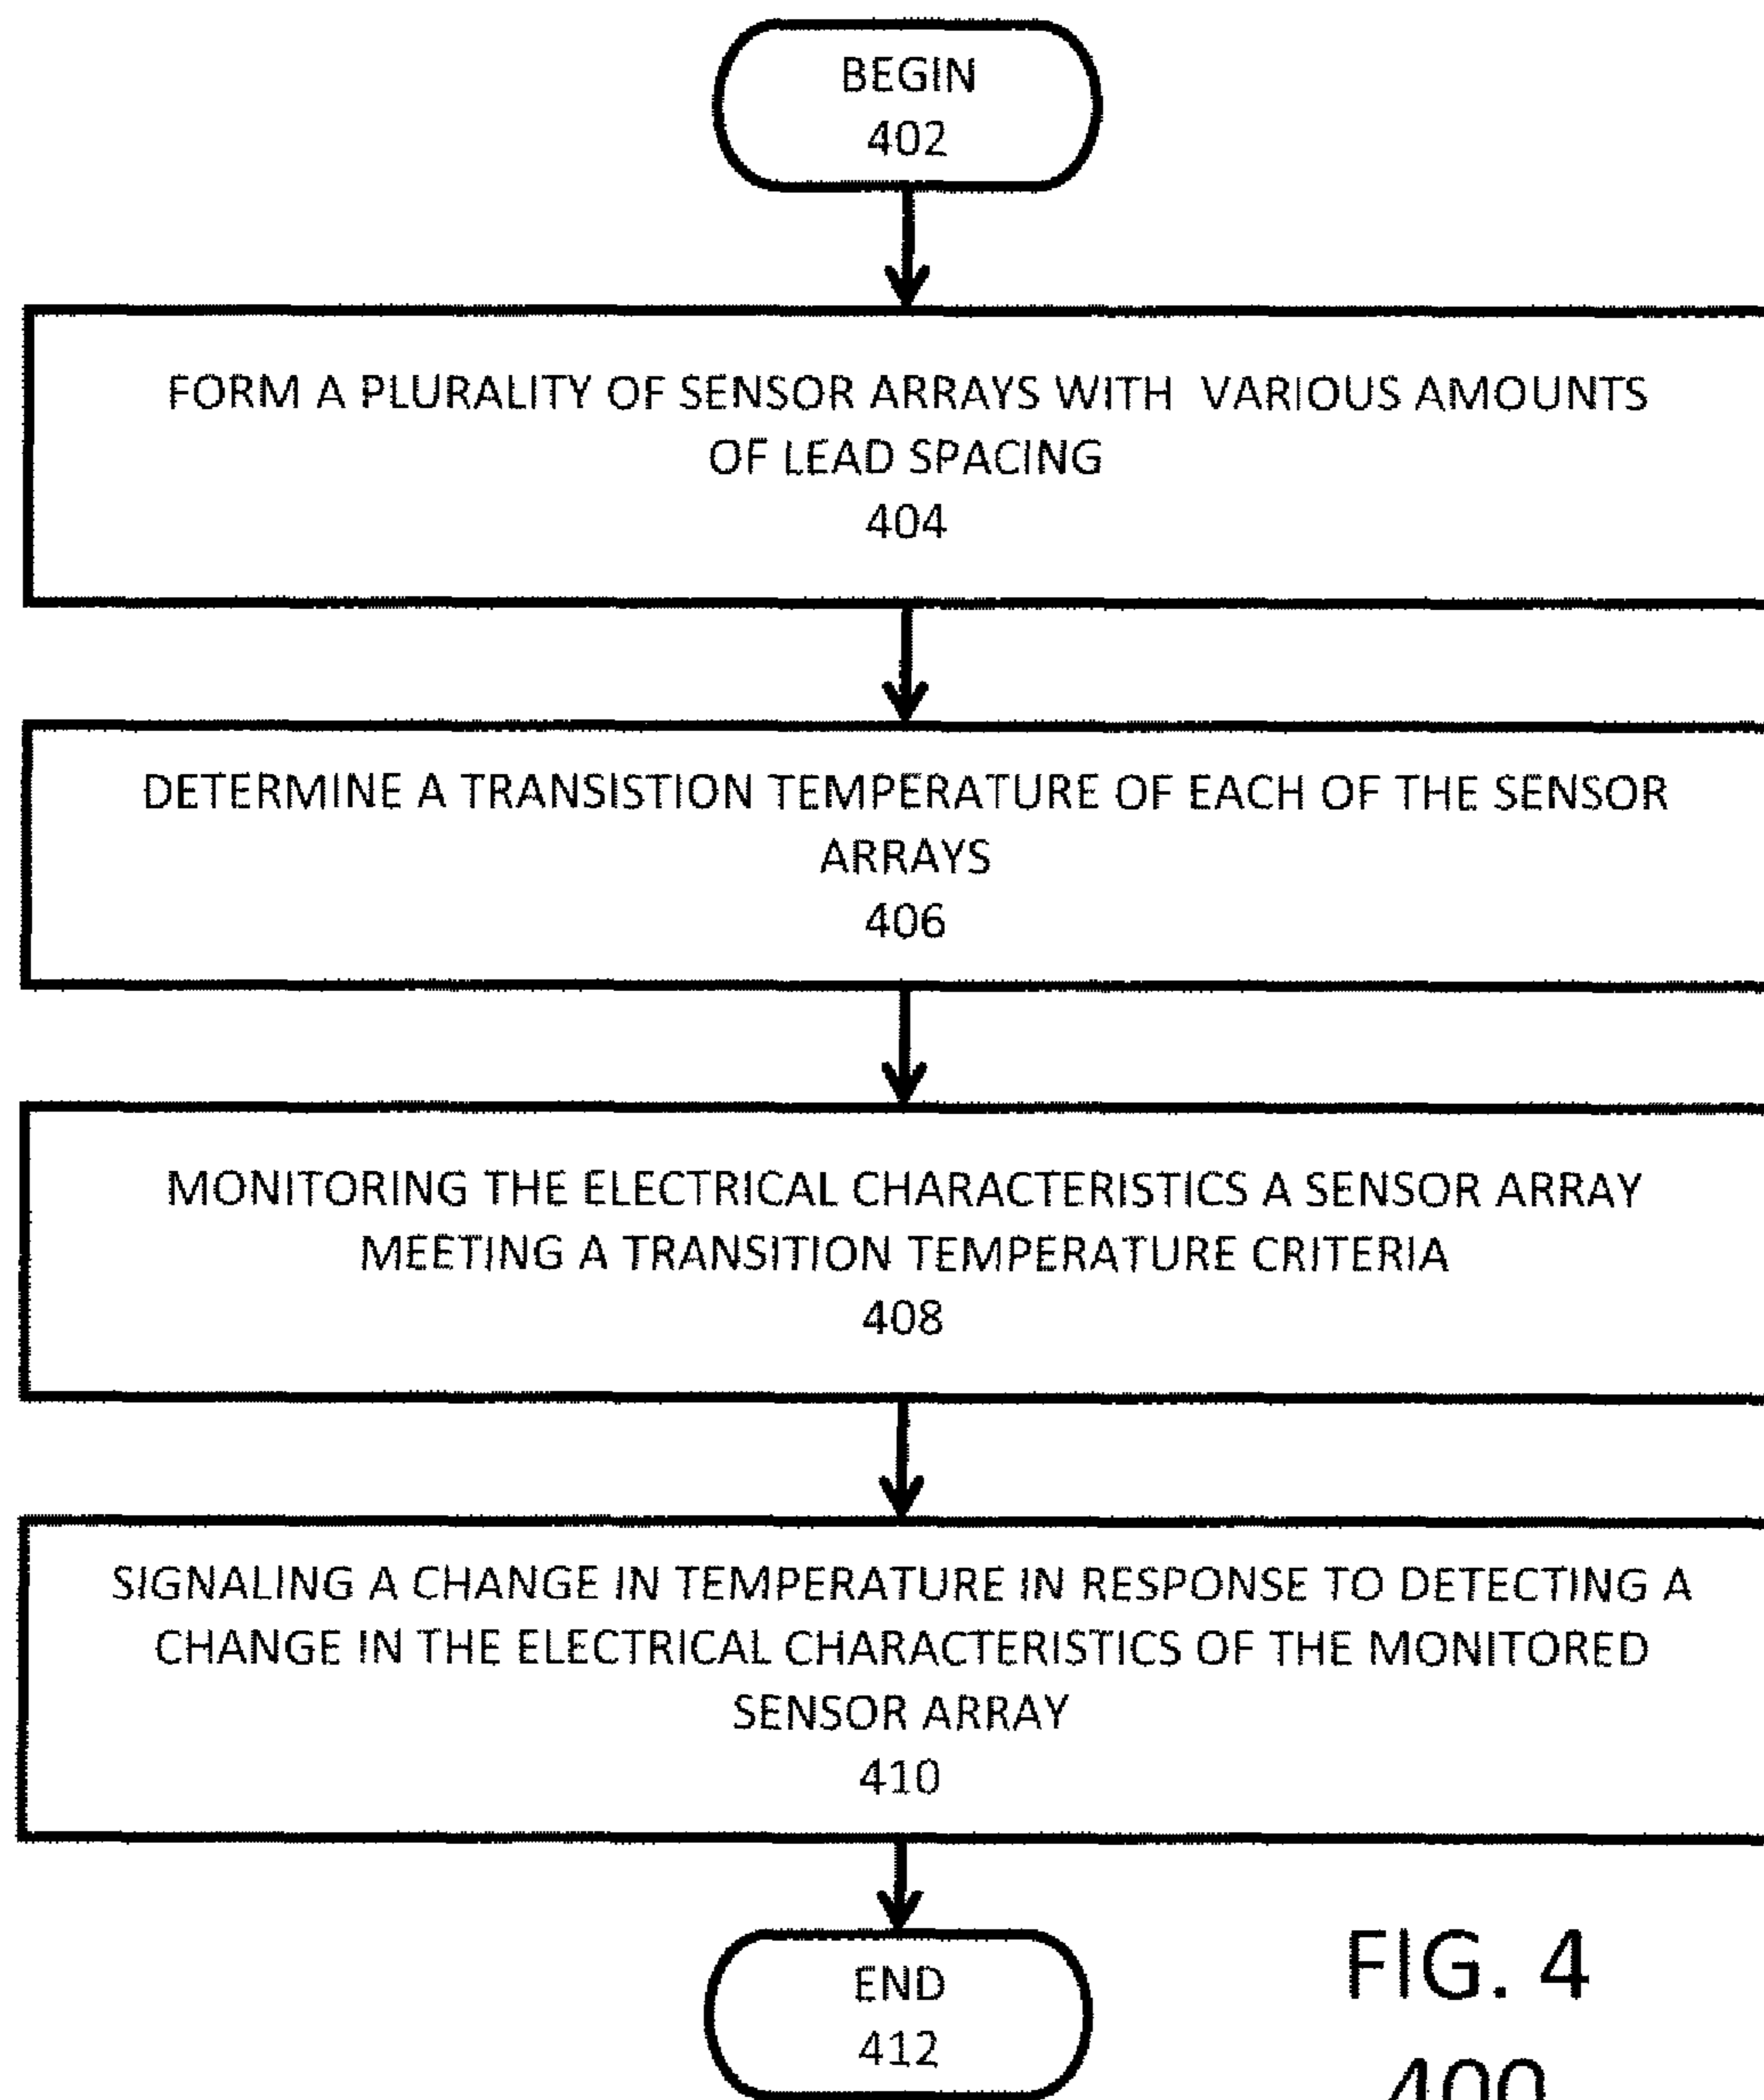 BEGIN
402
FORM A PLURALITY OF SENSOR ARRAYS WITH VARIOUS AMOUNTS
OF LEAD SPACING
404
DETERMINE A TRANSISTION TEMPERATURE OF EACH OF THE SENSOR
ARRAYS
406
MONITORING THE ELECTRICAL CHARACTERISTICS A SENSOR ARRAY
MEETING A TRANSITION TEMPERATURE CRITERIA
408
SIGNALING A CHANGE IN TEMPERATURE IN RESPONSE TO DETECTING A
CHANGE IN THE ELECTRICAL CHARACTERISTICS OF THE MONITORED
SENSOR ARRAY
410
END
412
FIG. 4
400